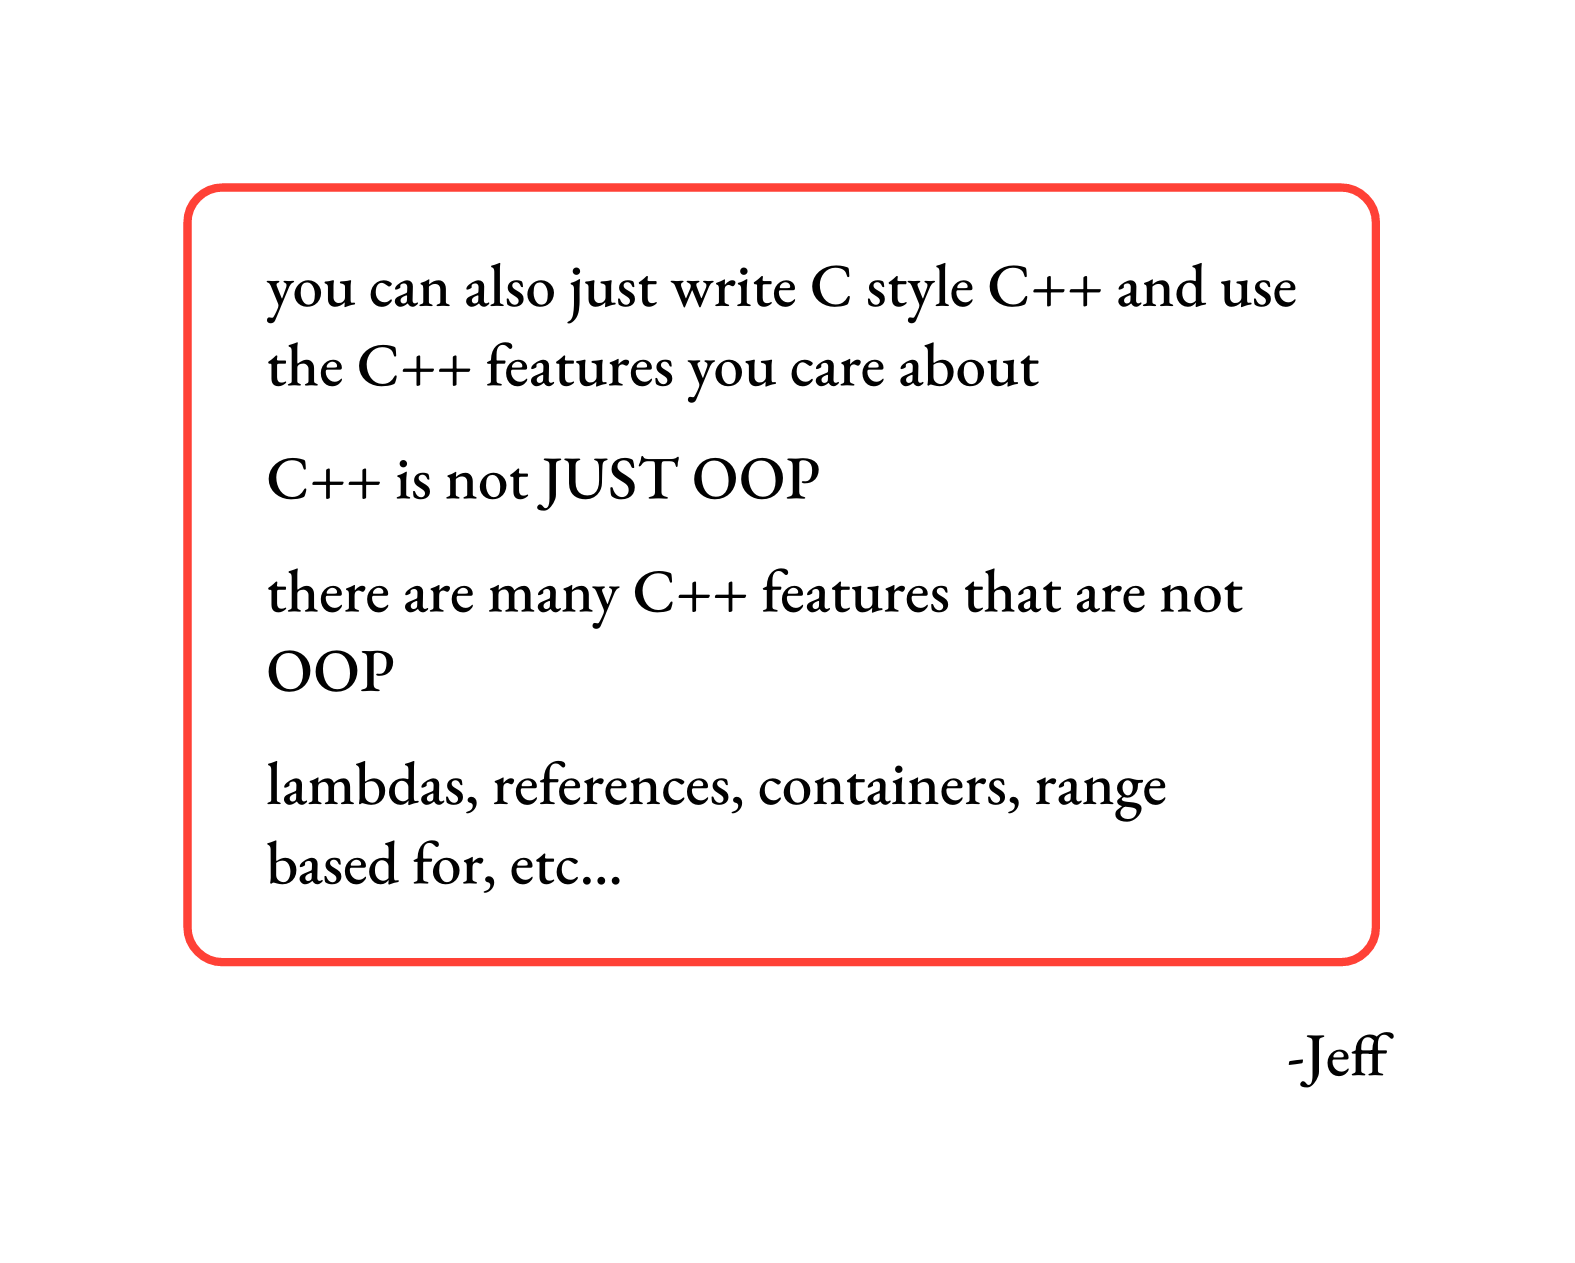 you can also just write C style C++ and use
the C++ features you care about
C++ is not JUST OOP
there are many C++ features that are not
OOP
lambdas, references, containers, range
based for, etc...
-Jeff